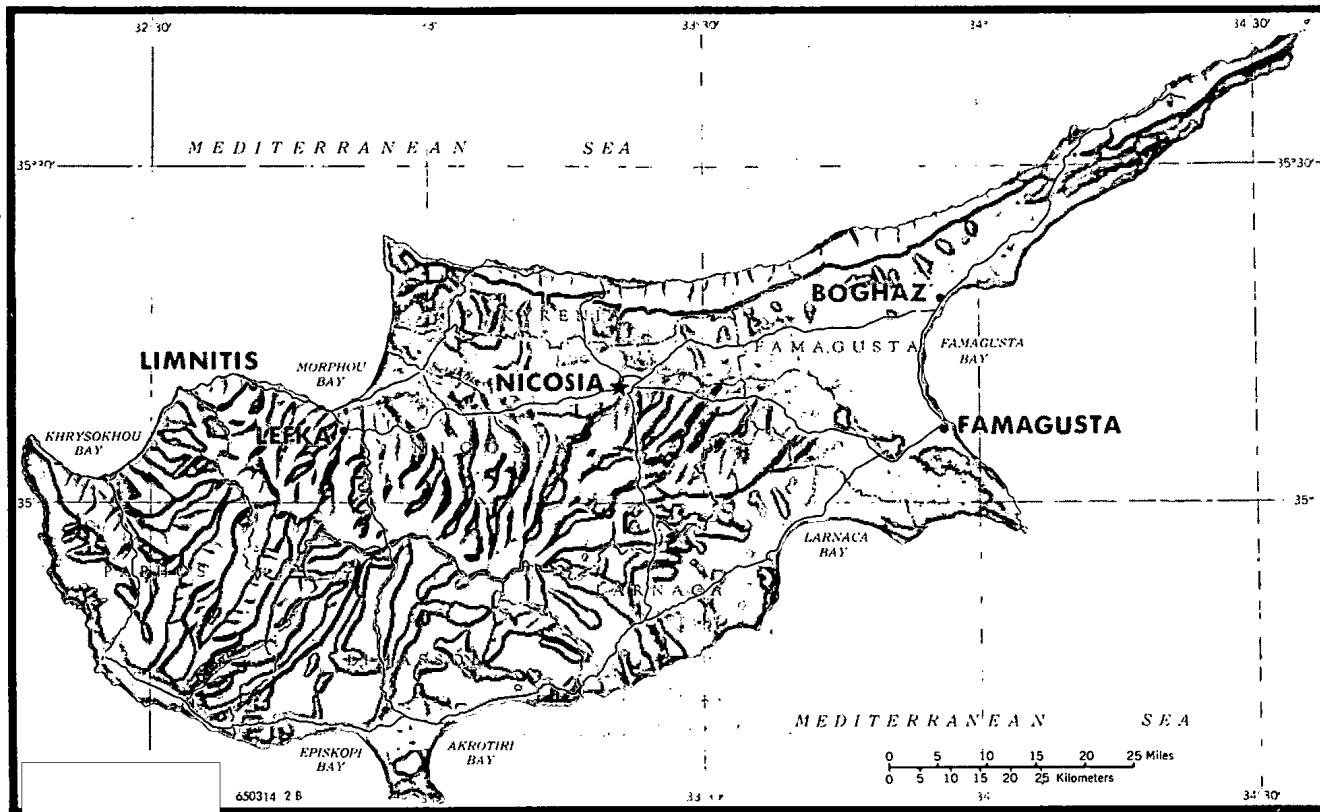 32°30'
33°30'
34°
34°30'
MEDITERRANEAN SEA
35°30'
35°30'
BOGHAZ
KYRENIA
FAMAGUSTA
FAMAGUSTA
BAY
LIMNITIS
MORPHOU
BAY
NICOSIA
KHRYSOKHOU
BAY
LEFKA
NICOSIA
FAMAGUSTA
35°
35°
LARNACA
BAY
PAPHOS
LARNACA
LIMASSOL
MEDITERRANEAN SEA
EPISKOPI
BAY
AKROTIRI
BAY
0 5 10 15 20 25 Miles
0 5 10 15 20 25 Kilometers
650314 2 B
33°30'
34°
34°30'